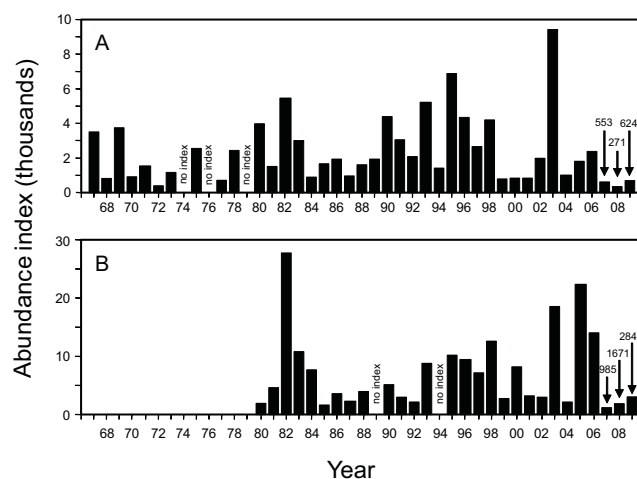 Abundance index (thousands)
A
10
8
6
4
2
0
no index
no index
no index
553
271
624
68 70 72 74 76 78 80 82 84 86 88 90 92 94 96 98 00 02 04 06 08
B
30
20
10
0
no index
no index
985
1671
284
68 70 72 74 76 78 80 82 84 86 88 90 92 94 96 98 00 02 04 06 08
Year